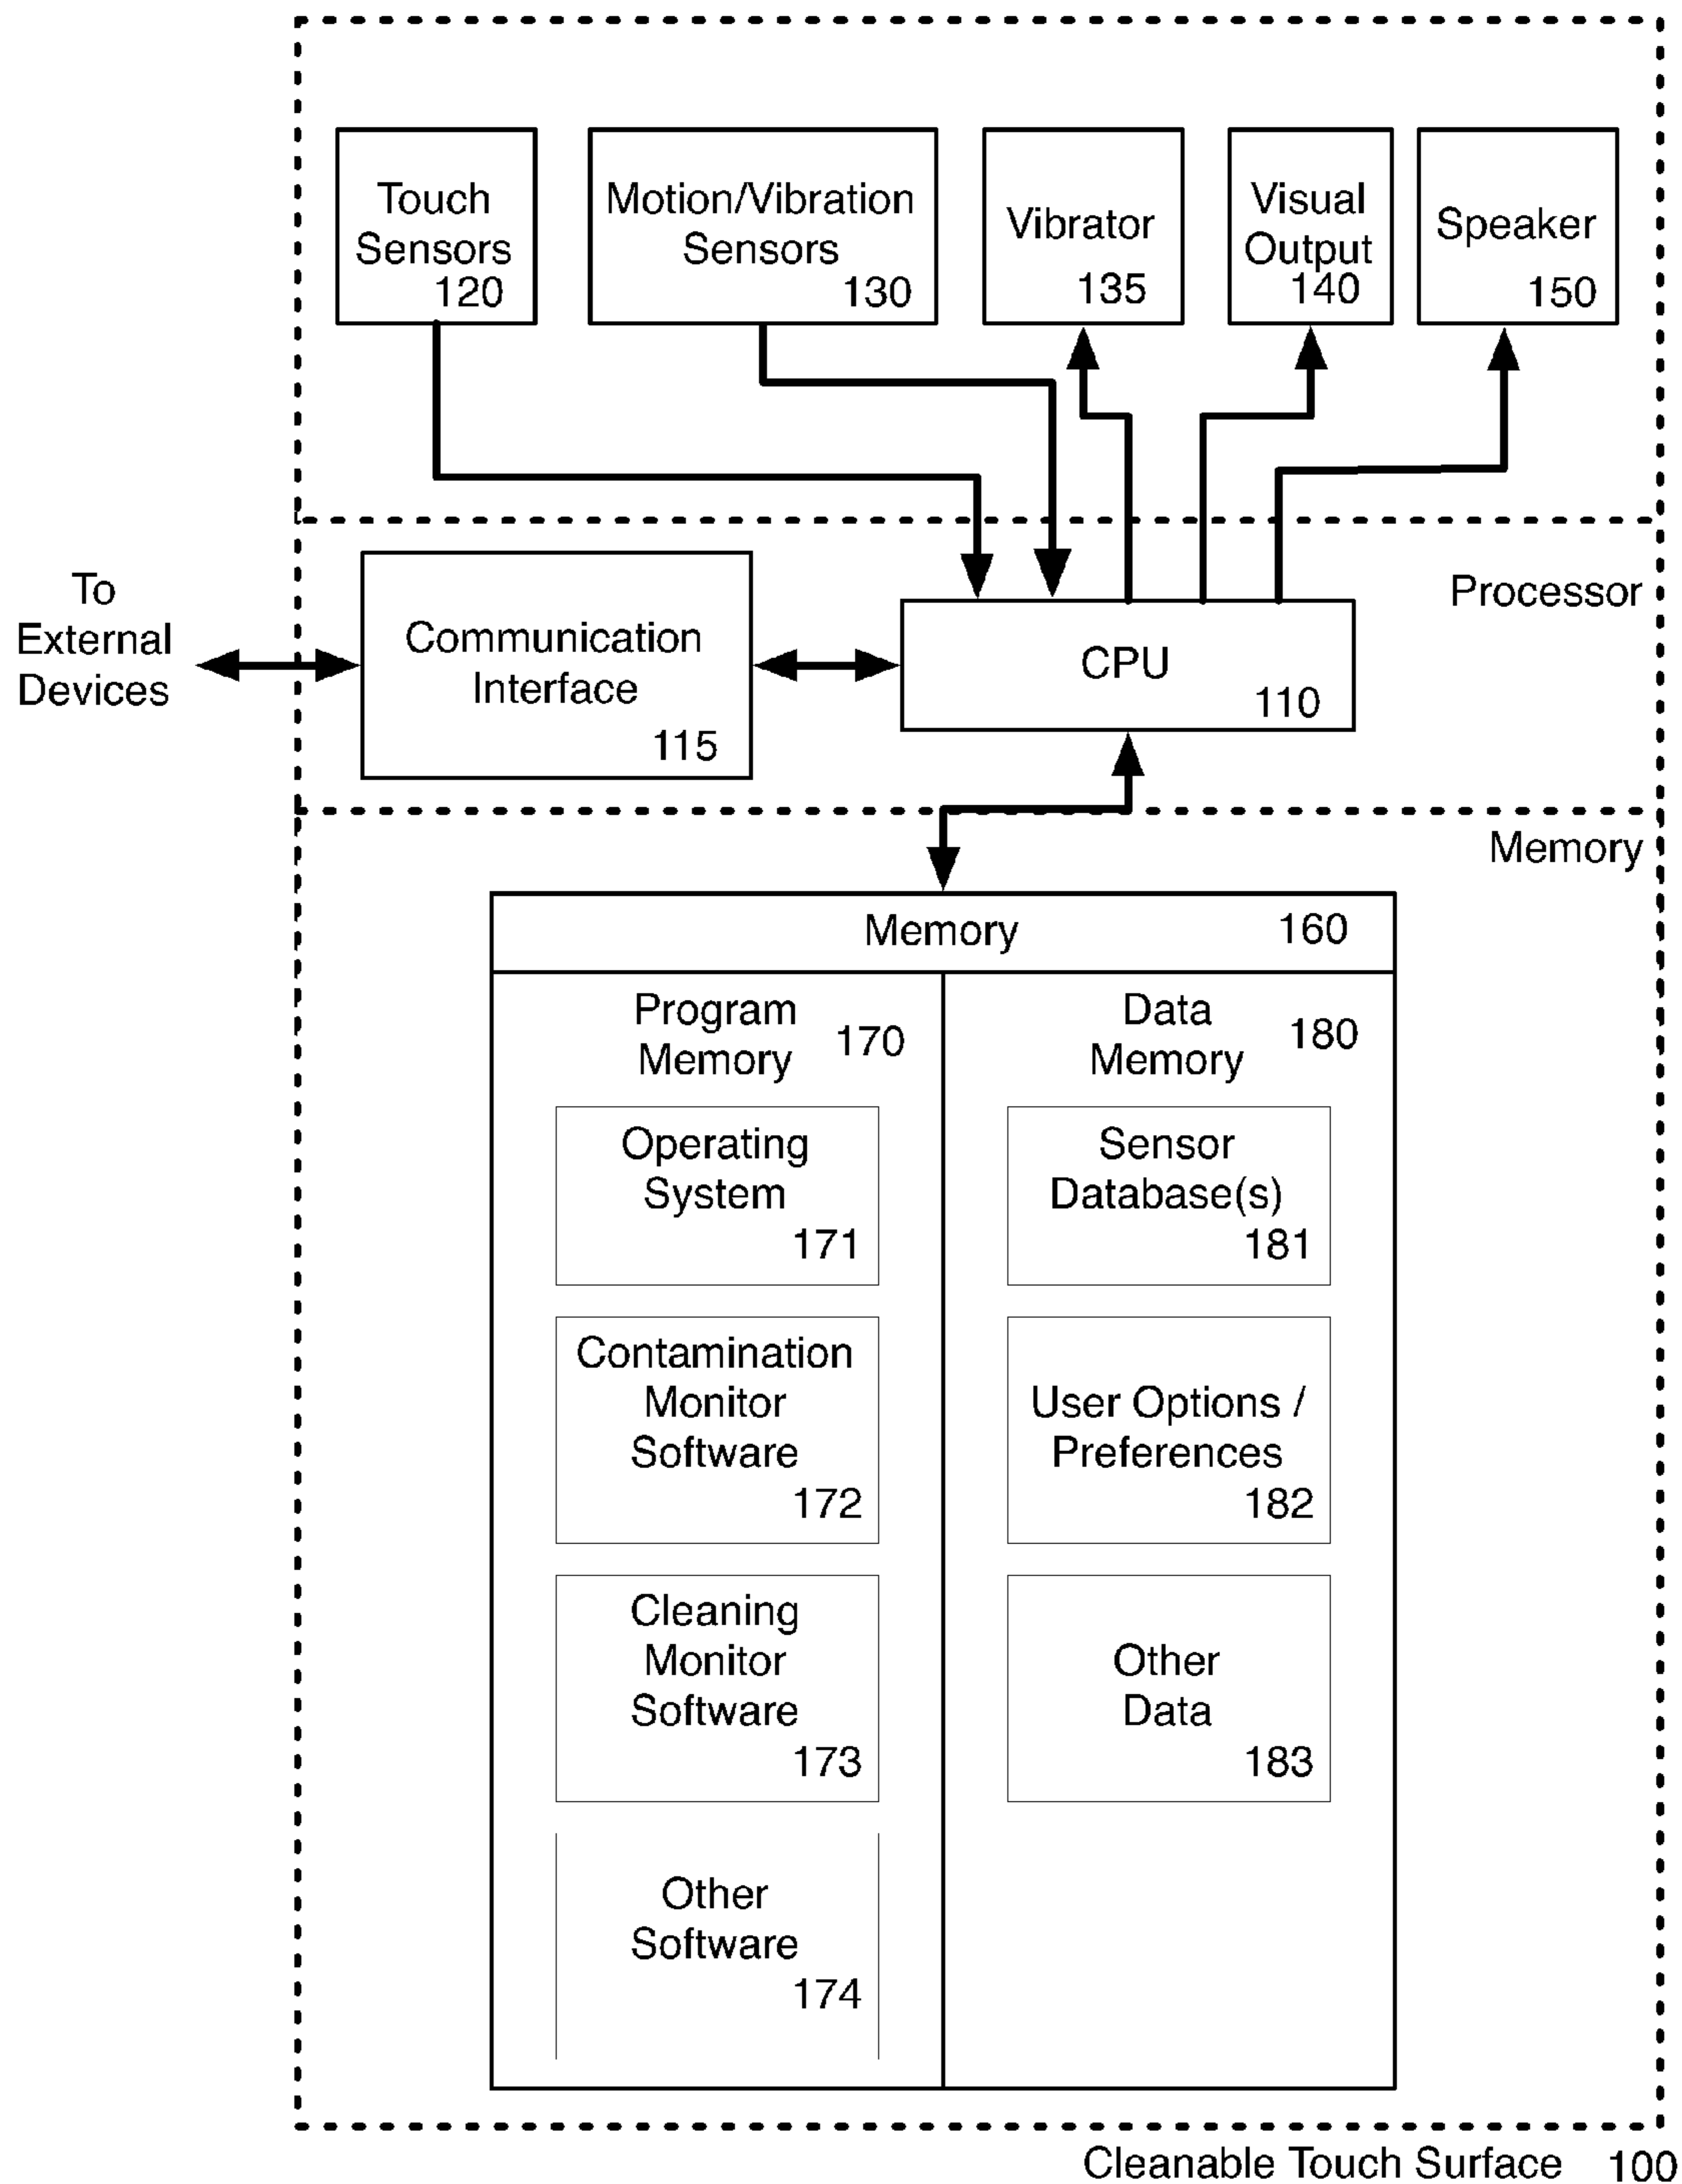 Touch
Sensors
120
Motion/Vibration
Sensors
130
Vibrator
135
Visual
Output
140
Speaker
150
Processor
To
External
Devices
Communication
Interface
115
CPU
110
Memory
Memory 160
Program
Memory
170
Data
Memory
180
Operating
System
171
Sensor
Database(s)
181
Contamination
Monitor
Software
172
User Options /
Preferences
182
Cleaning
Monitor
Software
173
Other
Data
183
Other
Software
174
Cleanable Touch Surface 100